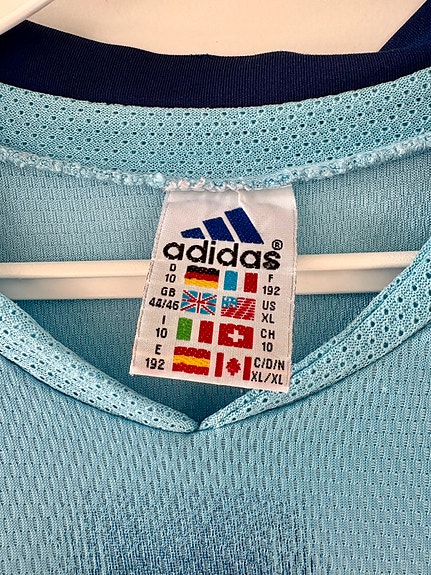 adidas®
D 10 F 192
GB 44/46 US XL
I 10 CH 10
E 192 C/D/N XL/XL